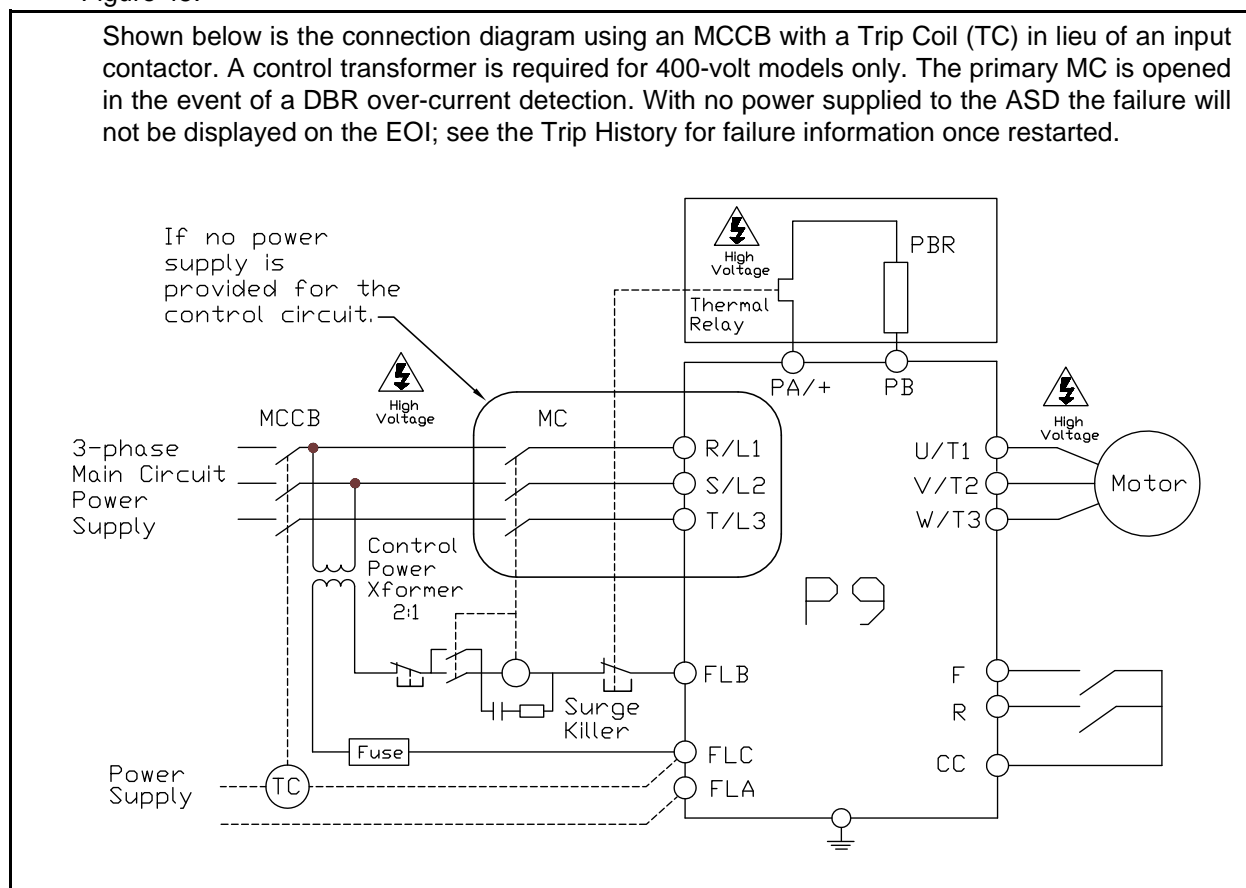 Shown below is the connection diagram using an MCCB with a Trip Coil (TC) in lieu of an input
contactor. A control transformer is required for 400-volt models only. The primary MC is opened
in the event of a DBR over-current detection. With no power supplied to the ASD the failure will
not be displayed on the EOI; see the Trip History for failure information once restarted.
If no power
supply is
provided for the
control circuit.
High
Voltage
PBR
Thermal
Relay
PA/+
PB
High
Voltage
MCCB
MC
High
Voltage
3-phase
Main Circuit
Power
Supply
R/L1
S/L2
T/L3
U/T1
V/T2
W/T3
Motor
Control
Power
Xformer
2:1
P9
FLB
Surge
Killer
F
R
CC
Fuse
FLC
FLA
Power
Supply
TC